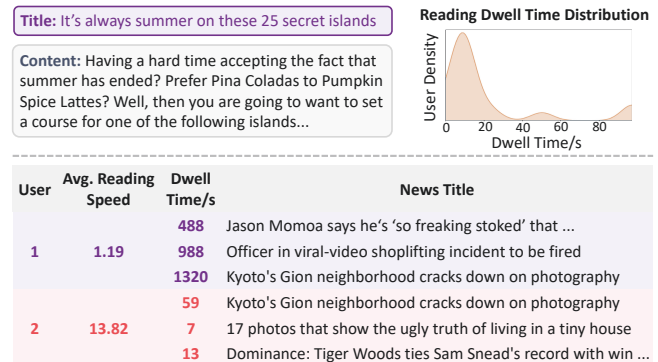 Title: It's always summer on these 25 secret islands
Content: Having a hard time accepting the fact that
summer has ended? Prefer Pina Coladas to Pumpkin
Spice Lattes? Well, then you are going to want to set
a course for one of the following islands...
Reading Dwell Time Distribution
User Density
0 20 40 60 80
Dwell Time/s
User Avg. Reading Speed Dwell Time/s News Title
488 Jason Momoa says he's 'so freaking stoked' that ...
1 1.19 988 Officer in viral-video shoplifting incident to be fired
1320 Kyoto's Gion neighborhood cracks down on photography
59 Kyoto's Gion neighborhood cracks down on photography
2 13.82 7 17 photos that show the ugly truth of living in a tiny house
13 Dominance: Tiger Woods ties Sam Snead's record with win ...